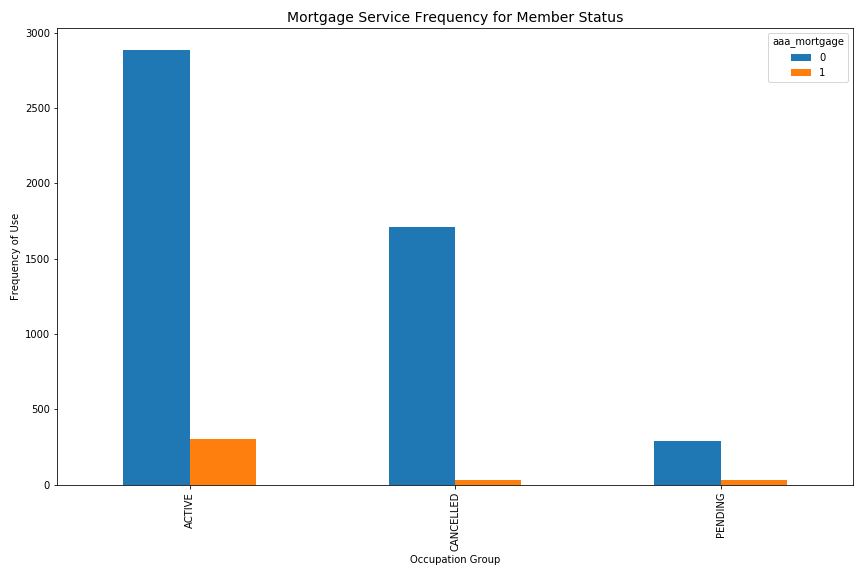 Mortgage Service Frequency for Member Status
aaa_mortgage
0
1
3000
2500
2000
1500
1000
500
0
Frequency of Use
ACTIVE
CANCELLED
PENDING
Occupation Group